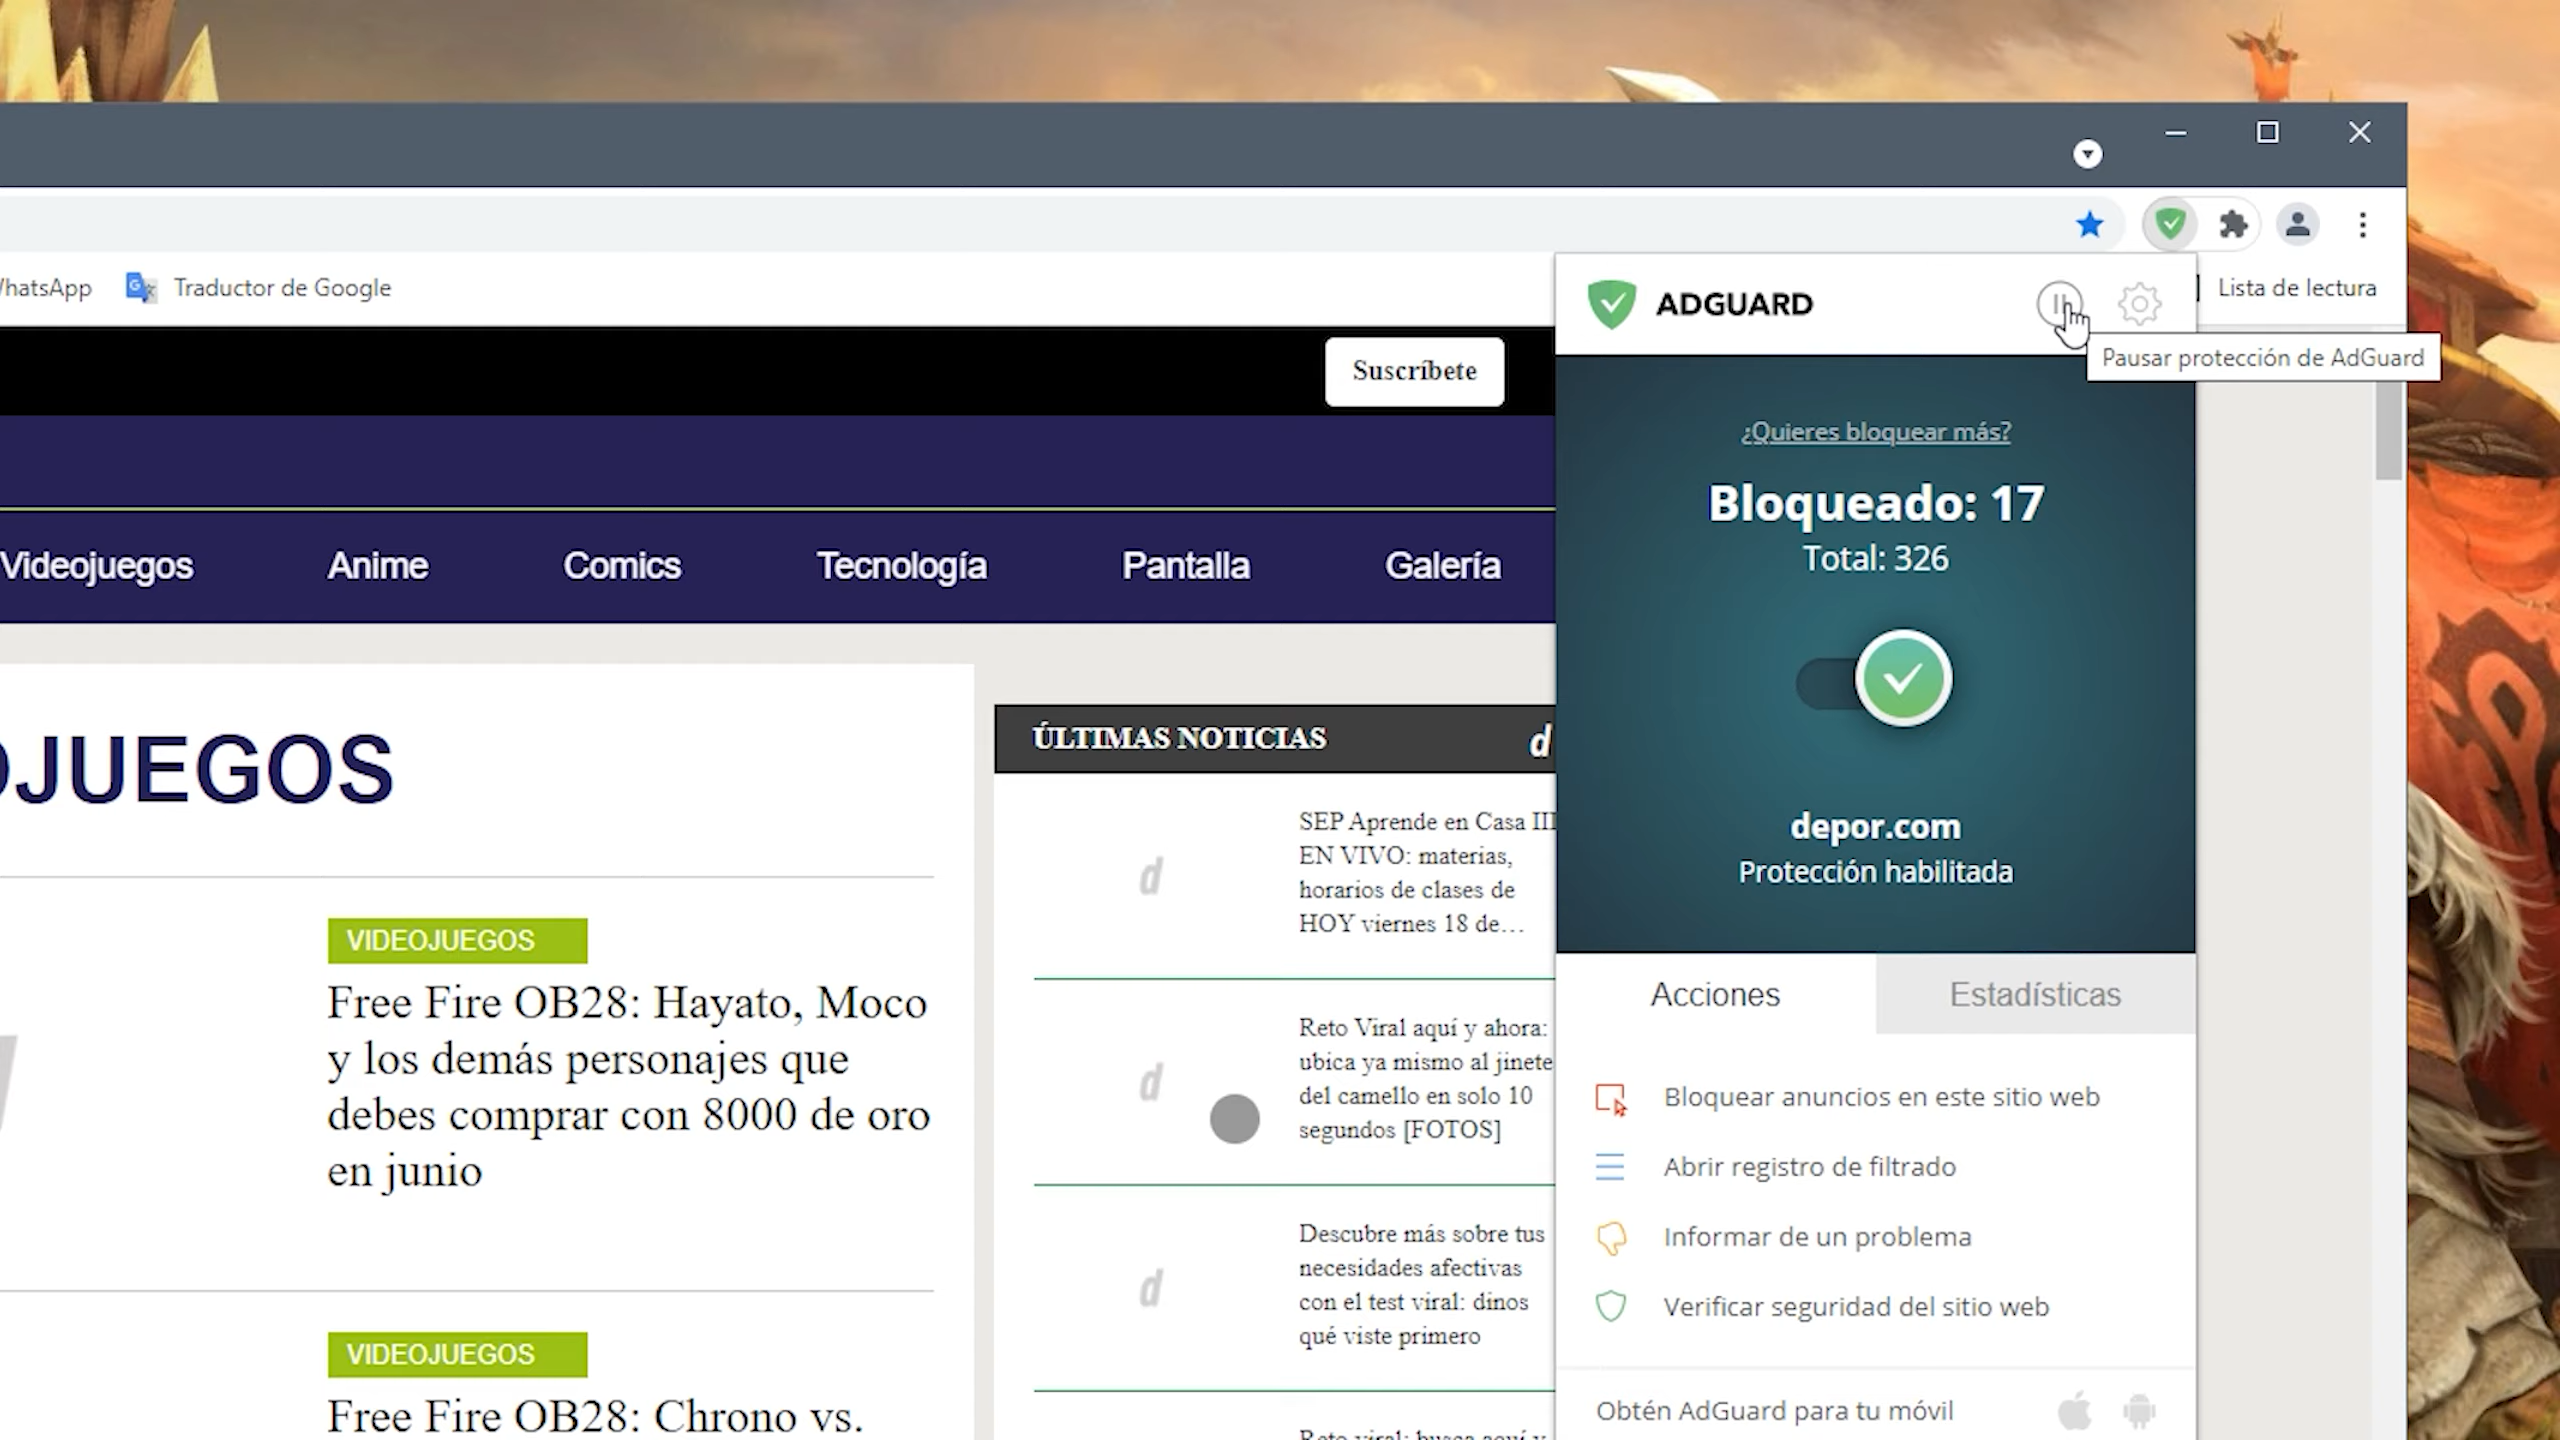 WhatsApp
Traductor de Google
Lista de lectura
ADGUARD
Pausar protección de AdGuard
Suscríbete
¿Quieres bloquear más?
Bloqueado: 17
Total: 326
Videojuegos
Anime
Comics
Tecnología
Pantalla
Galería
depor.com
Protección habilitada
OJUEGOS
VIDEOJUEGOS
Free Fire OB28: Hayato, Moco
y los demás personajes que
debes comprar con 8000 de oro
en junio
VIDEOJUEGOS
Free Fire OB28: Chrono vs.
ÚLTIMAS NOTICIAS
d
SEP Aprende en Casa III
EN VIVO: materias,
horarios de clases de
HOY viernes 18 de...
d
Reto Viral aquí y ahora:
ubica ya mismo al jinete
del camello en solo 10
segundos [FOTOS]
d
Descubre más sobre tus
necesidades afectivas
con el test viral: dinos
qué viste primero
d
Reto viral: busca aquí y
Acciones
Estadísticas
Bloquear anuncios en este sitio web
Abrir registro de filtrado
Informar de un problema
Verificar seguridad del sitio web
Obtén AdGuard para tu móvil